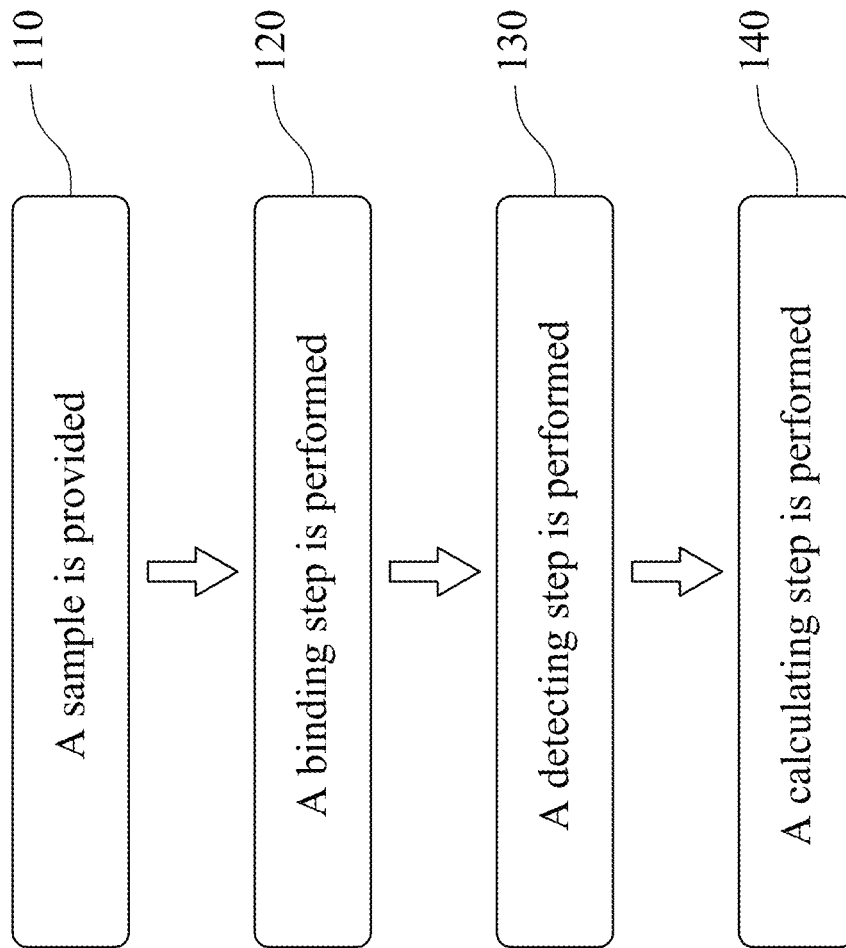 A sample is provided
110
A binding step is performed
120
A detecting step is performed
130
A calculating step is performed
140